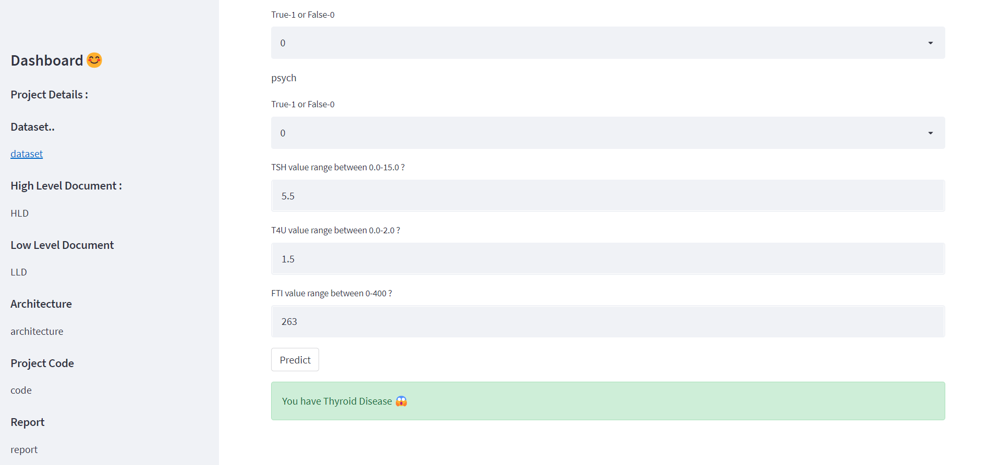 Dashboard 😊
Project Details :
Dataset..
dataset
High Level Document :
HLD
Low Level Document
LLD
Architecture
architecture
Project Code
code
Report
report
True-1 or False-0
0
psych
True-1 or False-0
0
TSH value range between 0.0-15.0 ?
5.5
T4U value range between 0.0-2.0 ?
1.5
FTI value range between 0-400 ?
263
Predict
You have Thyroid Disease 😱